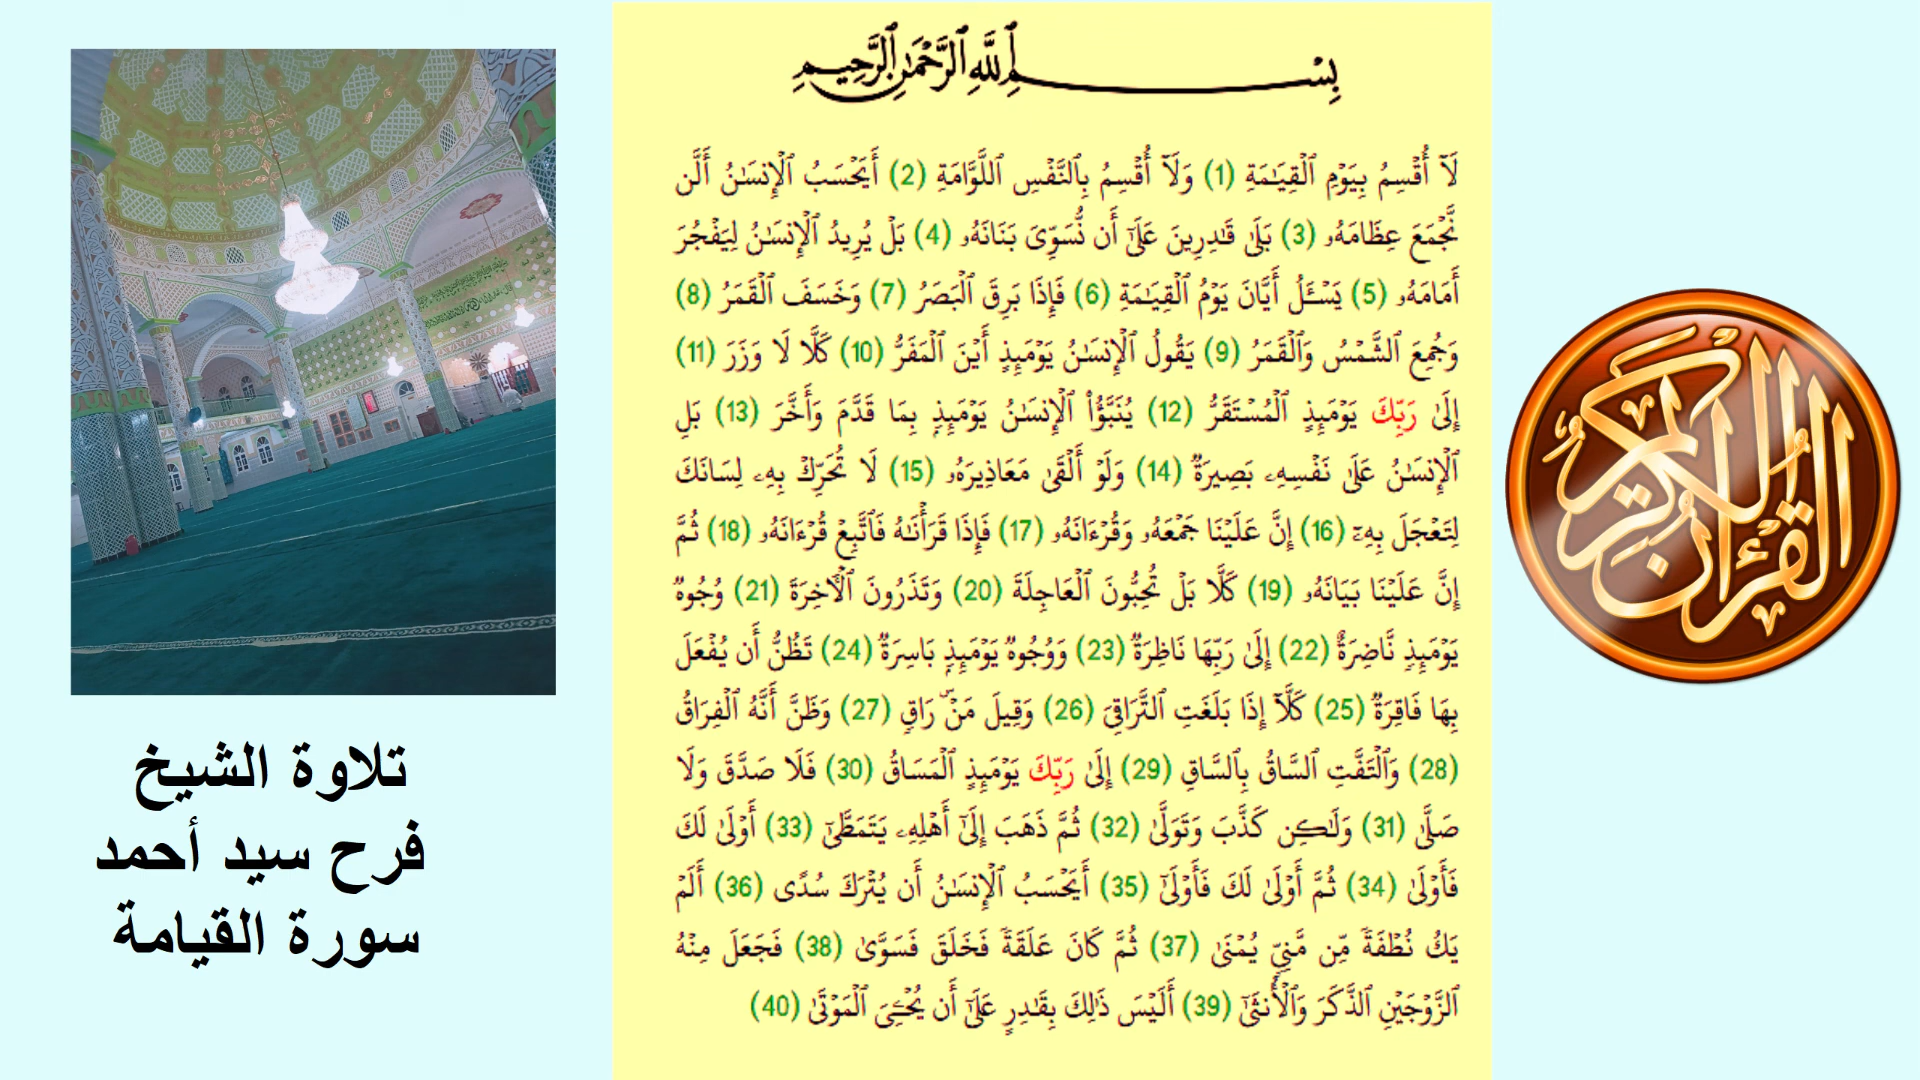 بِسْمِ ٱللَّهِ ٱلرَّحْمَٰنِ ٱلرَّحِيمِ
لَآ أُقْسِمُ بِيَوْمِ ٱلْقِيَٰمَةِ (1) وَلَآ أُقْسِمُ بِٱلنَّفْسِ ٱللَّوَّامَةِ (2) أَيَحْسَبُ ٱلْإِنسَٰنُ أَلَّن
نَّجْمَعَ عِظَامَهُۥ (3) بَلَىٰ قَٰدِرِينَ عَلَىٰٓ أَن نُّسَوِّىَ بَنَانَهُۥ (4) بَلْ يُرِيدُ ٱلْإِنسَٰنُ لِيَفْجُرَ
أَمَامَهُۥ (5) يَسْـَٔلُ أَيَّانَ يَوْمُ ٱلْقِيَٰمَةِ (6) فَإِذَا بَرِقَ ٱلْبَصَرُ (7) وَخَسَفَ ٱلْقَمَرُ (8)
وَجُمِعَ ٱلشَّمْسُ وَٱلْقَمَرُ (9) يَقُولُ ٱلْإِنسَٰنُ يَوْمَئِذٍ أَيْنَ ٱلْمَفَرُّ (10) كَلَّا لَا وَزَرَ (11)
إِلَىٰ رَبِّكَ يَوْمَئِذٍ ٱلْمُسْتَقَرُّ (12) يُنَبَّؤُا۟ ٱلْإِنسَٰنُ يَوْمَئِذٍۭ بِمَا قَدَّمَ وَأَخَّرَ (13) بَلِ
ٱلْإِنسَٰنُ عَلَىٰ نَفْسِهِۦ بَصِيرَةٌ (14) وَلَوْ أَلْقَىٰ مَعَاذِيرَهُۥ (15) لَا تُحَرِّكْ بِهِۦ لِسَانَكَ
لِتَعْجَلَ بِهِۦٓ (16) إِنَّ عَلَيْنَا جَمْعَهُۥ وَقُرْءَانَهُۥ (17) فَإِذَا قَرَأْنَٰهُ فَٱتَّبِعْ قُرْءَانَهُۥ (18) ثُمَّ
إِنَّ عَلَيْنَا بَيَانَهُۥ (19) كَلَّا بَلْ تُحِبُّونَ ٱلْعَاجِلَةَ (20) وَتَذَرُونَ ٱلْءَاخِرَةَ (21) وُجُوهٌ
يَوْمَئِذٍ نَّاضِرَةٌ (22) إِلَىٰ رَبِّهَا نَاظِرَةٌ (23) وَوُجُوهٌ يَوْمَئِذٍۭ بَاسِرَةٌ (24) تَظُنُّ أَن يُفْعَلَ
بِهَا فَاقِرَةٌ (25) كَلَّآ إِذَا بَلَغَتِ ٱلتَّرَاقِىَ (26) وَقِيلَ مَنْ ۜ رَاقٍ (27) وَظَنَّ أَنَّهُ ٱلْفِرَاقُ
(28) وَٱلْتَفَّتِ ٱلسَّاقُ بِٱلسَّاقِ (29) إِلَىٰ رَبِّكَ يَوْمَئِذٍ ٱلْمَسَاقُ (30) فَلَا صَدَّقَ وَلَا
صَلَّىٰ (31) وَلَٰكِن كَذَّبَ وَتَوَلَّىٰ (32) ثُمَّ ذَهَبَ إِلَىٰٓ أَهْلِهِۦ يَتَمَطَّىٰٓ (33) أَوْلَىٰ لَكَ
فَأَوْلَىٰ (34) ثُمَّ أَوْلَىٰ لَكَ فَأَوْلَىٰٓ (35) أَيَحْسَبُ ٱلْإِنسَٰنُ أَن يُتْرَكَ سُدًى (36) أَلَمْ
يَكُ نُطْفَةً مِّن مَّنِىٍّ يُمْنَىٰ (37) ثُمَّ كَانَ عَلَقَةً فَخَلَقَ فَسَوَّىٰ (38) فَجَعَلَ مِنْهُ
ٱلزَّوْجَيْنِ ٱلذَّكَرَ وَٱلْأُنثَىٰٓ (39) أَلَيْسَ ذَٰلِكَ بِقَٰدِرٍ عَلَىٰٓ أَن يُحْـِۧىَ ٱلْمَوْتَىٰ (40)
القرآن الكريم
تلاوة الشيخ
فرح سيد أحمد
سورة القيامة